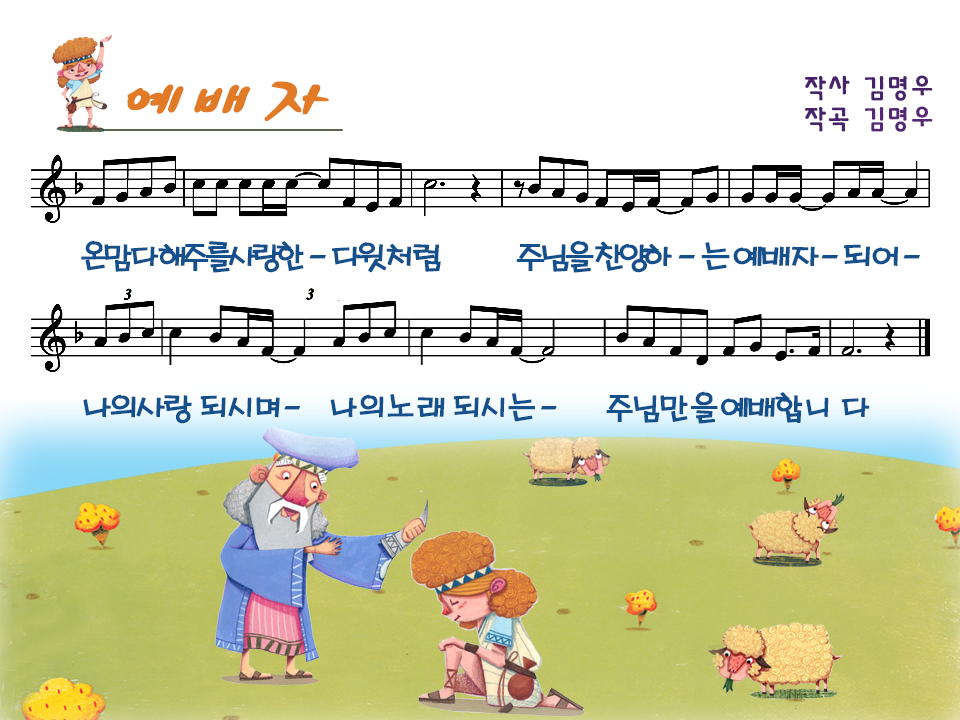 예배자
작사 김명우
작곡 김명우
온맘다해주를사랑한-다윗처럼 주님을찬양하-는예배자-되어-
3 3
나의사랑 되시며- 나의노래 되시는- 주님만을예배합니 다